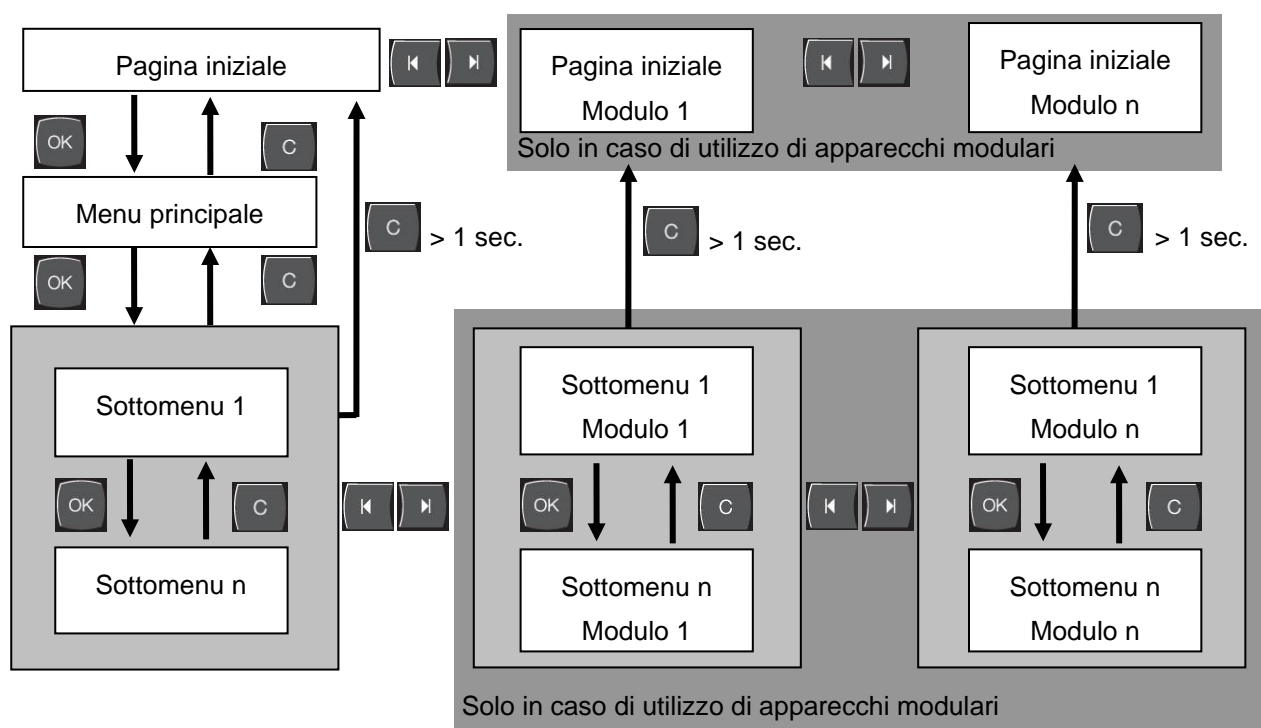 Pagina iniziale
Pagina iniziale
Modulo 1
Pagina iniziale
Modulo n
Solo in caso di utilizzo di apparecchi modulari
OK
C
Menu principale
C
> 1 sec.
C
> 1 sec.
C
> 1 sec.
OK
C
Sottomenu 1
Sottomenu 1
Modulo 1
Sottomenu 1
Modulo n
OK
C
OK
C
OK
C
Sottomenu n
Sottomenu n
Modulo 1
Sottomenu n
Modulo n
Solo in caso di utilizzo di apparecchi modulari